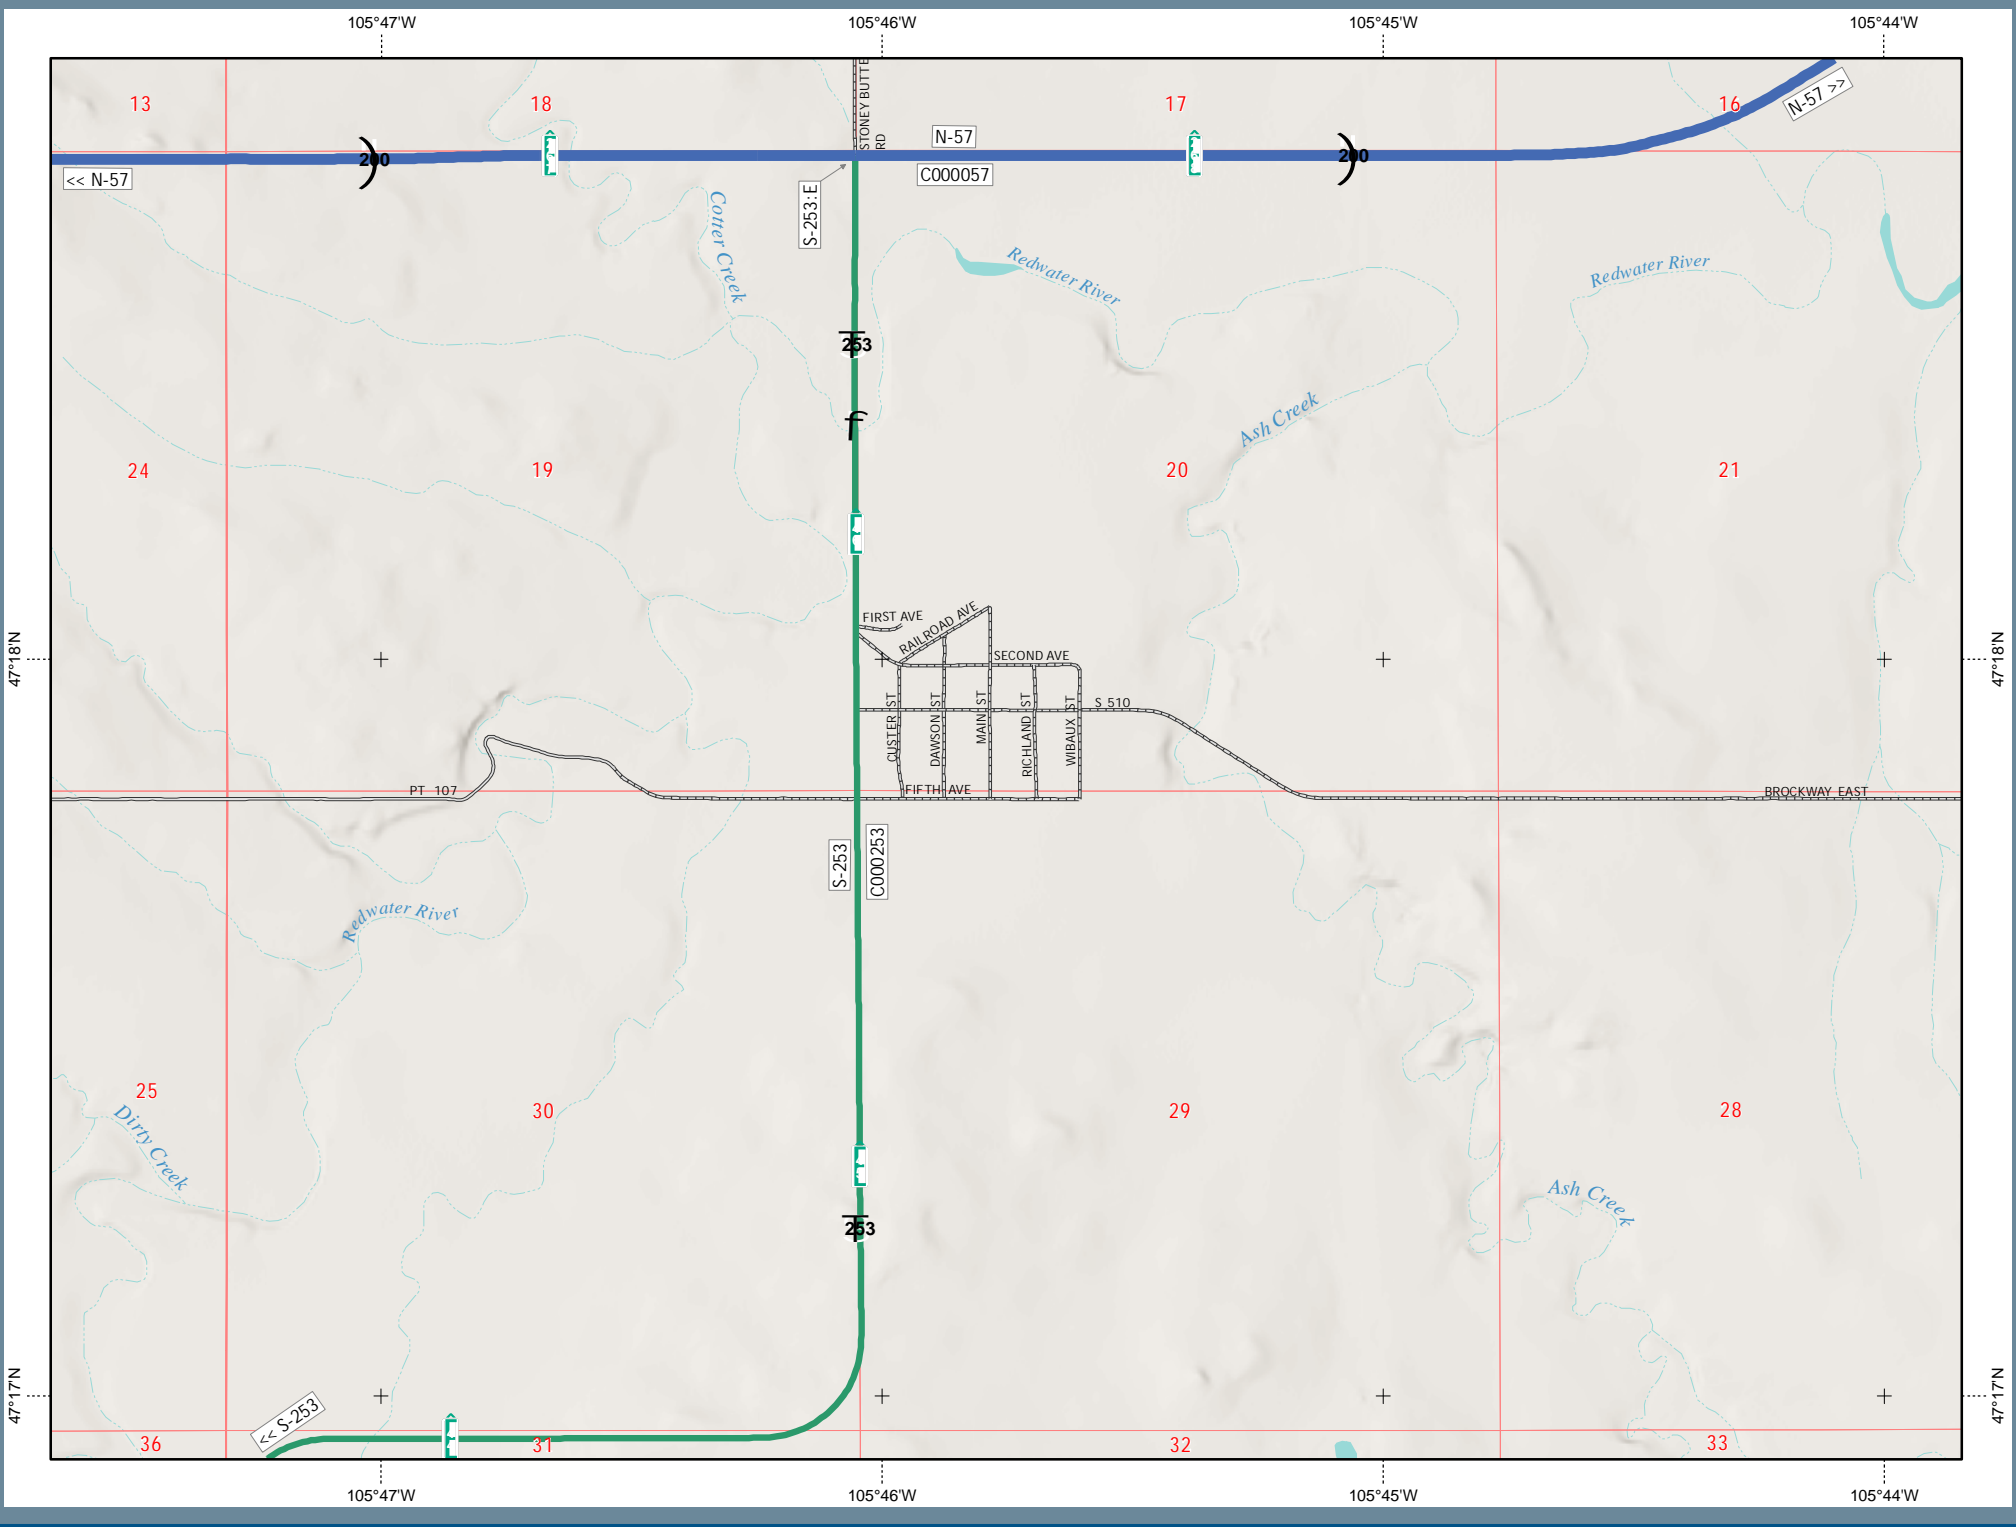 105°47'W
105°46'W
105°45'W
105°44'W
13
18
STONEY BUTTE
RD
17
16
N-57 >>
N-57
200
200
<< N-57
C000057
S-253:E
Cotter Creek
Redwater River
Redwater River
253
Ash Creek
24
19
20
21
FIRST AVE
RAILROAD AVE
SECOND AVE
47°18'N
47°18'N
CUSTER ST
DAWSON ST
MAIN ST
RICHLAND ST
WIBAUX ST
S 510
PT 107
FIFTH AVE
BROCKWAY EAST
S-253
C000253
Redwater River
25
30
29
28
Dirty Creek
Ash Creek
253
47°17'N
47°17'N
<< S-253
36
31
32
33
105°47'W
105°46'W
105°45'W
105°44'W